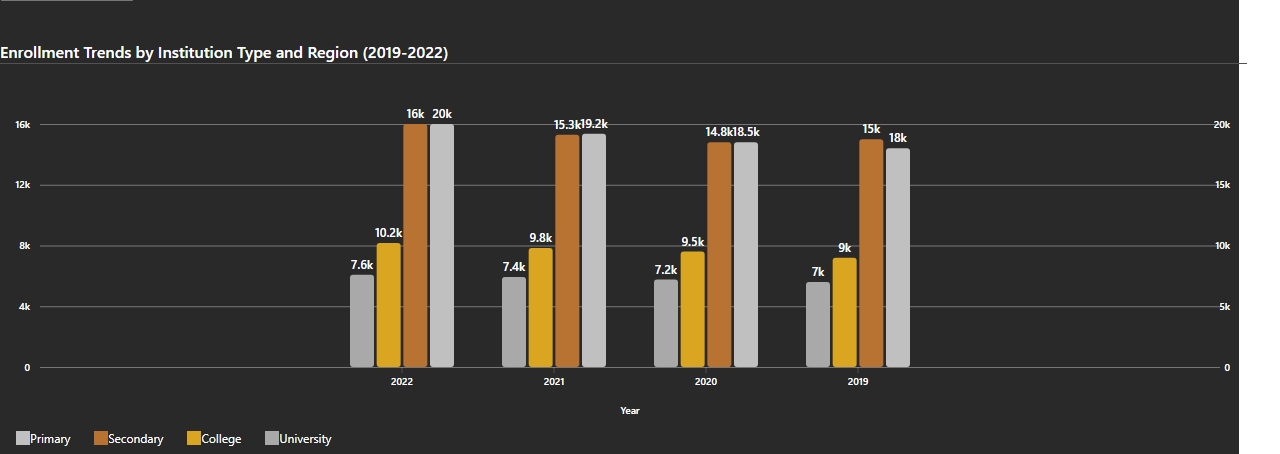 Enrollment Trends by Institution Type and Region (2019-2022)
16k 20k 15.3k 19.2k 14.8k 18.5k 15k 18k
16k 20k
12k 15k
10.2k 9.8k 9.5k 9k
8k 10k
7.6k 7.4k 7.2k 7k
4k 5k
0 0
2022 2021 2020 2019
Year
Primary Secondary College University